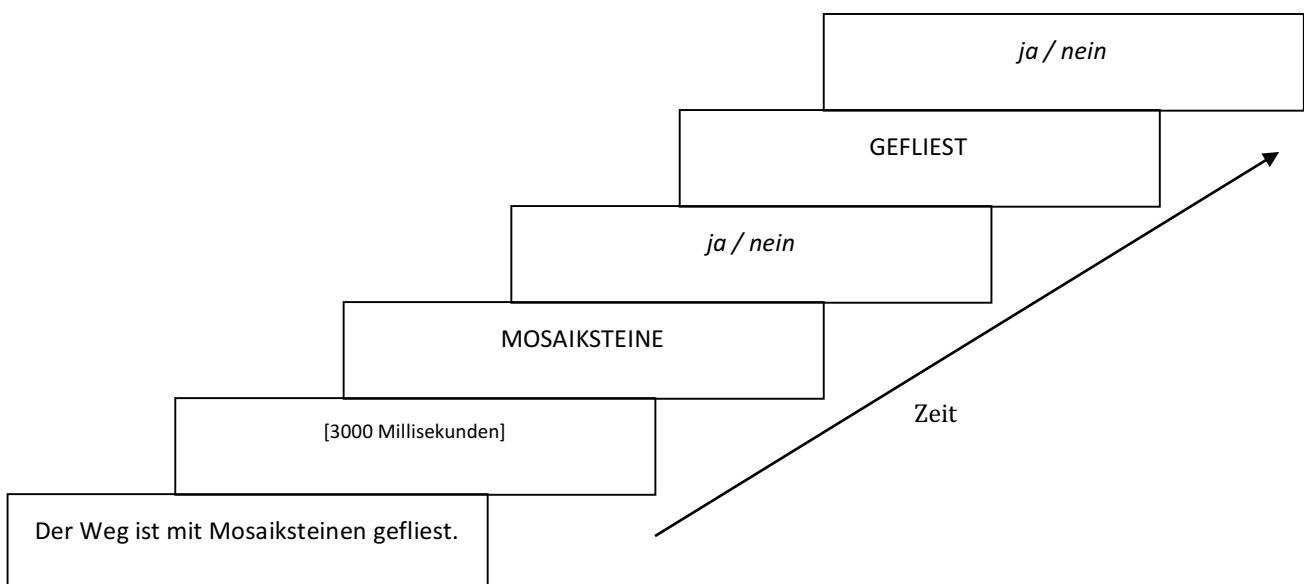 ja / nein
GEFLIEST
ja / nein
MOSAIKSTEINE
Zeit
[3000 Millisekunden]
Der Weg ist mit Mosaiksteinen gefliest.